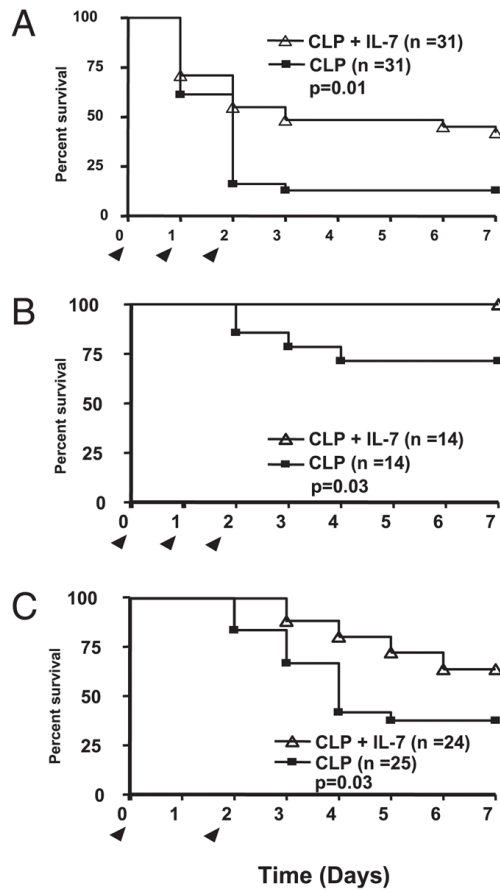 A
100
75
50
25
0
Percent survival
CLP + IL-7 (n =31)
CLP (n =31)
p=0.01
0 1 2 3 4 5 6 7
B
100
75
50
25
0
Percent survival
CLP + IL-7 (n =14)
CLP (n =14)
p=0.03
0 1 2 3 4 5 6 7
C
100
75
50
25
0
Percent survival
CLP + IL-7 (n =24)
CLP (n =25)
p=0.03
0 1 2 3 4 5 6 7
Time (Days)